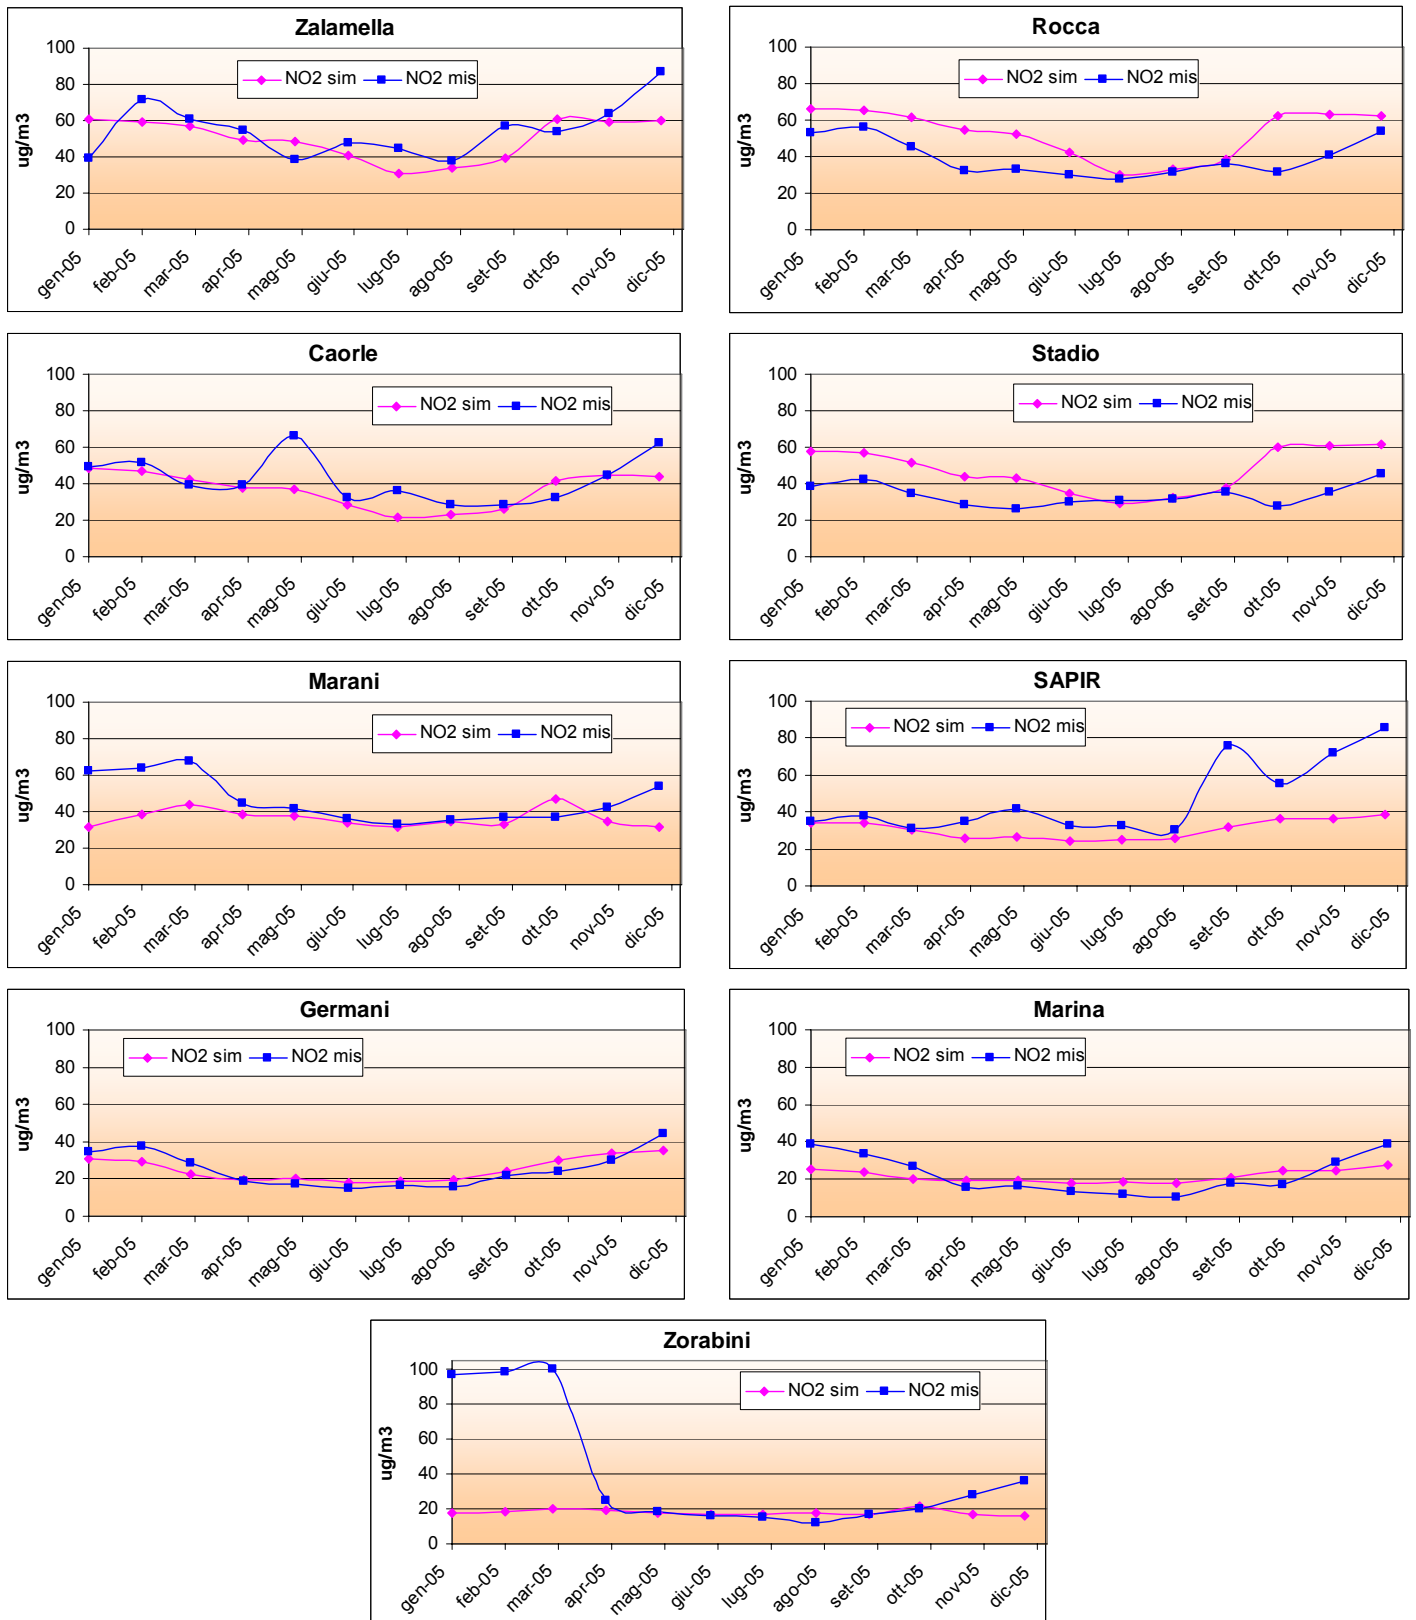 Zalamella
100
80
60
40
20
0
ug/m3
NO2 sim NO2 mis
gen-05 feb-05 mar-05 apr-05 mag-05 giu-05 lug-05 ago-05 set-05 ott-05 nov-05 dic-05
Rocca
100
80
60
40
20
0
NO2 sim NO2 mis
gen-05 feb-05 mar-05 apr-05 mag-05 giu-05 lug-05 ago-05 set-05 ott-05 nov-05 dic-05
Caorle
100
80
60
40
20
0
ug/m3
NO2 sim NO2 mis
gen-05 feb-05 mar-05 apr-05 mag-05 giu-05 lug-05 ago-05 set-05 ott-05 nov-05 dic-05
Stadio
100
80
60
40
20
0
ug/m3
NO2 sim NO2 mis
gen-05 feb-05 mar-05 apr-05 mag-05 giu-05 lug-05 ago-05 set-05 ott-05 nov-05 dic-05
Marani
100
80
60
40
20
0
ug/m3
NO2 sim NO2 mis
gen-05 feb-05 mar-05 apr-05 mag-05 giu-05 lug-05 ago-05 set-05 ott-05 nov-05 dic-05
SAPIR
100
80
60
40
20
0
ug/m3
NO2 sim NO2 mis
gen-05 feb-05 mar-05 apr-05 mag-05 giu-05 lug-05 ago-05 set-05 ott-05 nov-05 dic-05
Germani
100
80
60
40
20
0
ug/m3
NO2 sim NO2 mis
gen-05 feb-05 mar-05 apr-05 mag-05 giu-05 lug-05 ago-05 set-05 ott-05 nov-05 dic-05
Marina
100
80
60
40
20
0
ug/m3
NO2 sim NO2 mis
gen-05 feb-05 mar-05 apr-05 mag-05 giu-05 lug-05 ago-05 set-05 ott-05 nov-05 dic-05
Zorabini
100
80
60
40
20
0
ug/m3
NO2 sim NO2 mis
gen-05 feb-05 mar-05 apr-05 mag-05 giu-05 lug-05 ago-05 set-05 ott-05 nov-05 dic-05